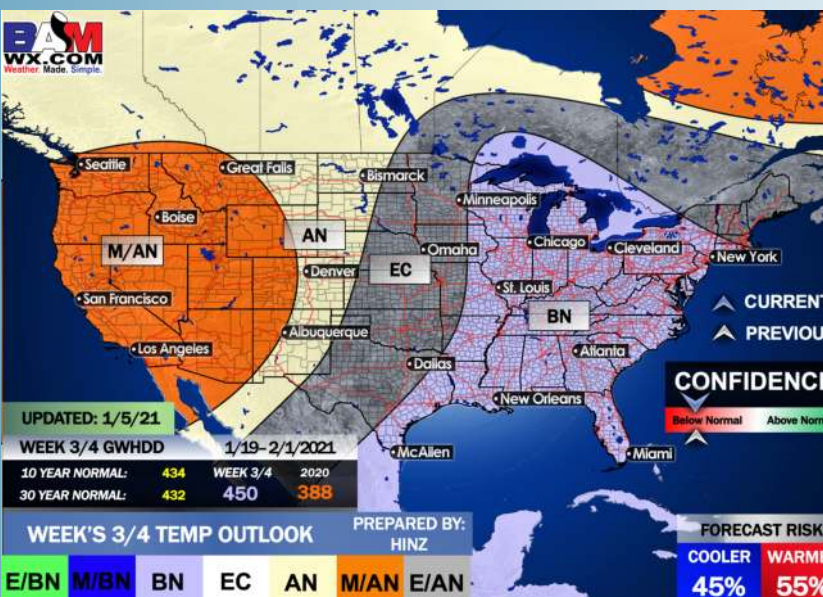 BAM
WX.COM
Weather. Made. Simple.
Seattle
Great Falls
Bismarck
Boise
Minneapolis
M/AN
AN
EC
Omaha
Chicago
Cleveland
New York
Denver
San Francisco
St. Louis
BN
Los Angeles
Albuquerque
Atlanta
Dallas
New Orleans
McAllen
Miami
CURRENT
PREVIOU
CONFIDENC
Below Normal Above Norm
UPDATED: 1/5/21
WEEK 3/4 GWHDD 1/19-2/1/2021
10 YEAR NORMAL: 434 WEEK 3/4 2020
30 YEAR NORMAL: 432 450 388
WEEK'S 3/4 TEMP OUTLOOK
PREPARED BY:
HINZ
E/BN M/BN BN EC AN M/AN E/AN
FORECAST RISK
COOLER WARM
45% 55%